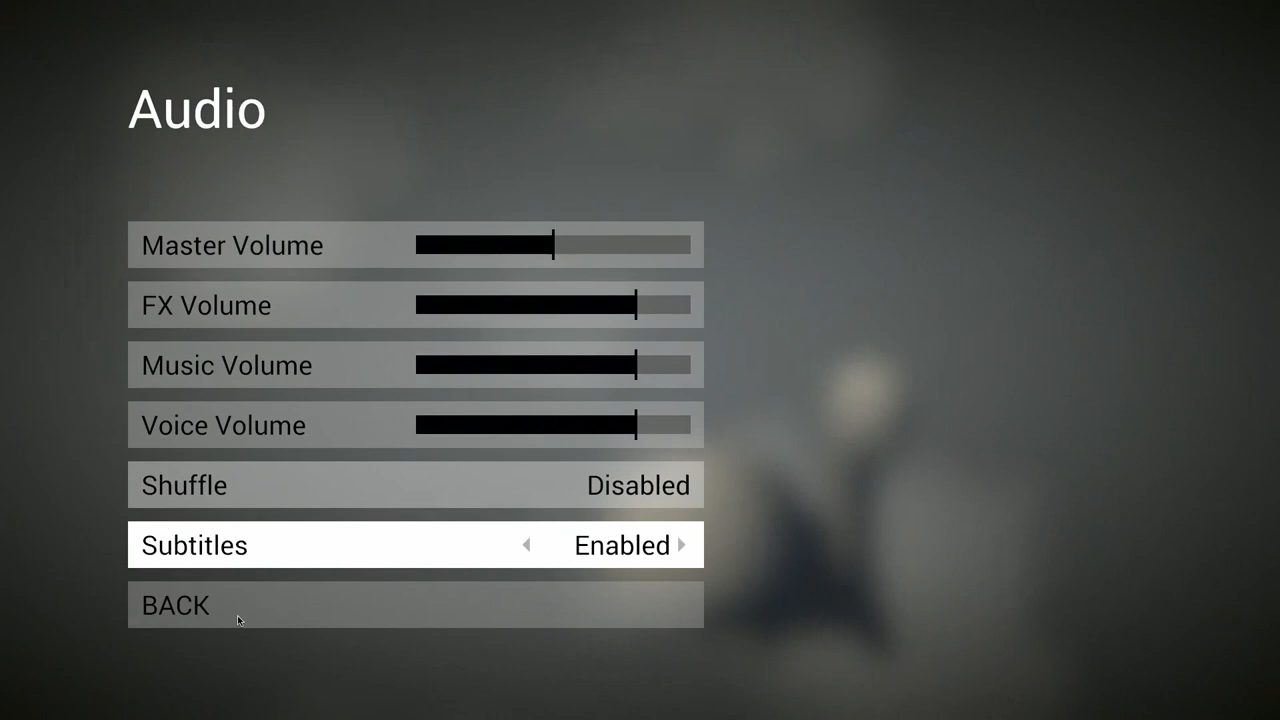 Audio
Master Volume
FX Volume
Music Volume
Voice Volume
Shuffle Disabled
Subtitles Enabled
BACK